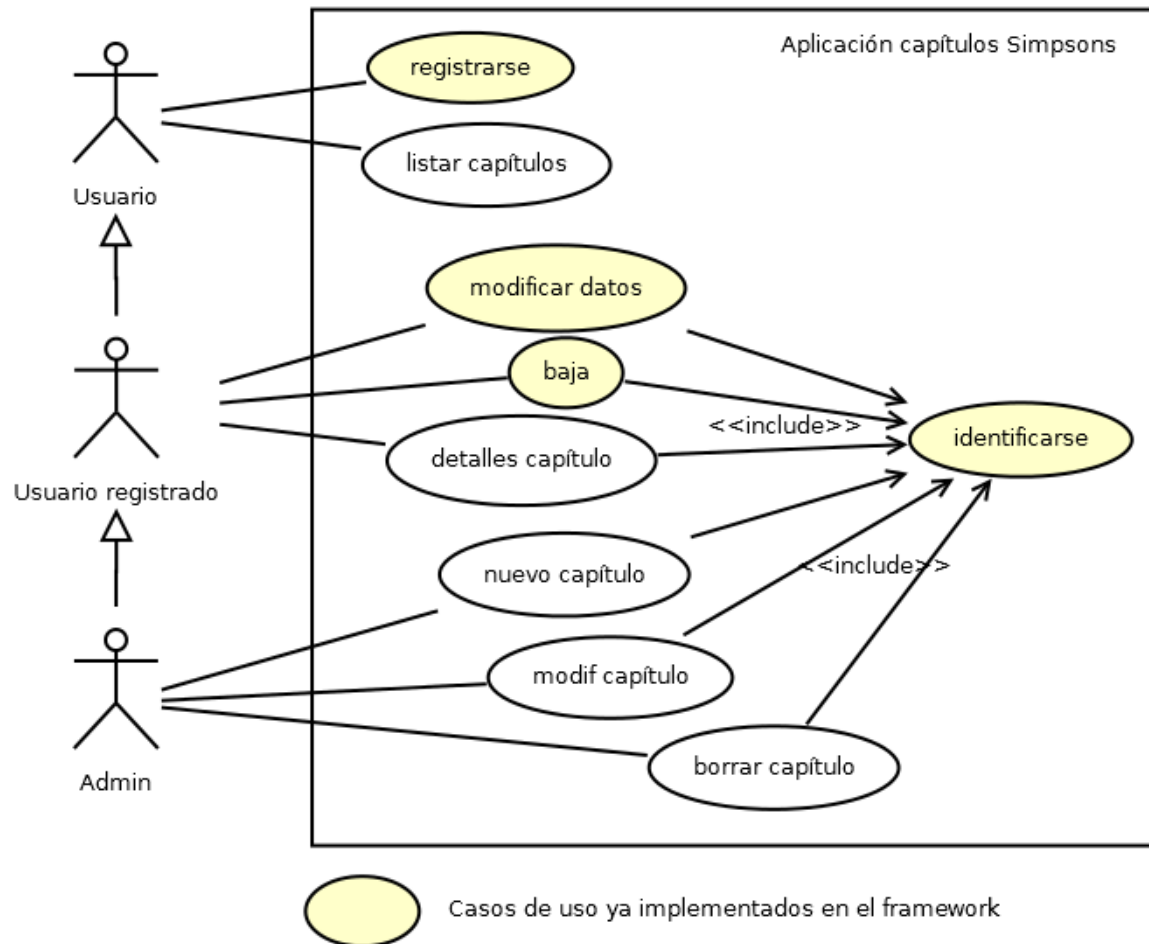 Aplicación capítulos Simpsons
registrarse
listar capítulos
Usuario
modificar datos
baja
<<include>>
identificarse
detalles capítulo
Usuario registrado
nuevo capítulo
<<include>>
modif capítulo
borrar capítulo
Admin
Casos de uso ya implementados en el framework